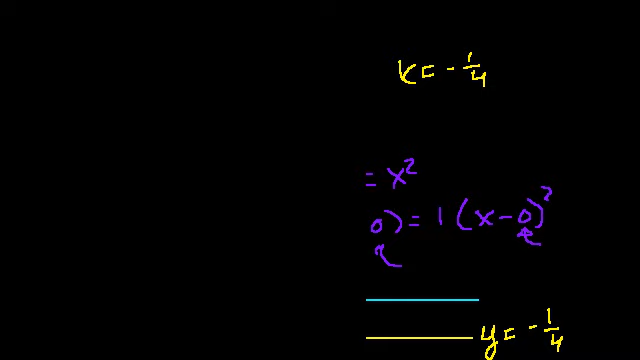 k = - 1/4
= x²
0) = 1 (x - 0)²
y = - 1/4